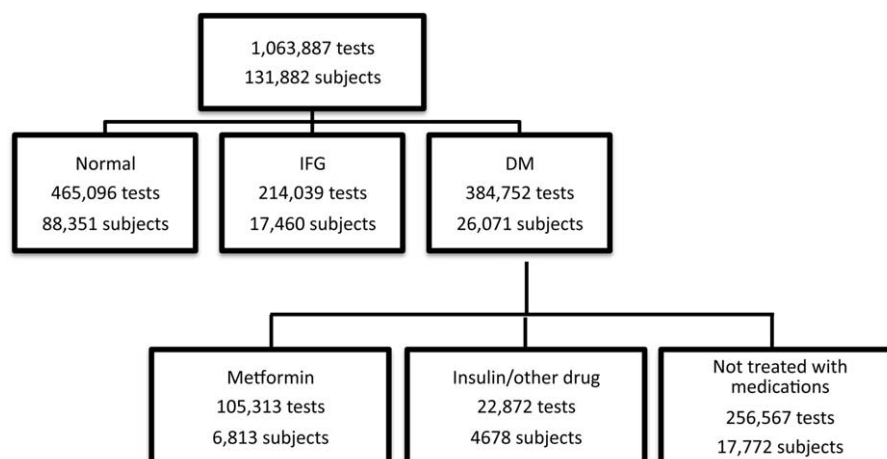 1,063,887 tests
131,882 subjects
Normal
465,096 tests
88,351 subjects
IFG
214,039 tests
17,460 subjects
DM
384,752 tests
26,071 subjects
Metformin
105,313 tests
6,813 subjects
Insulin/other drug
22,872 tests
4678 subjects
Not treated with
medications
256,567 tests
17,772 subjects